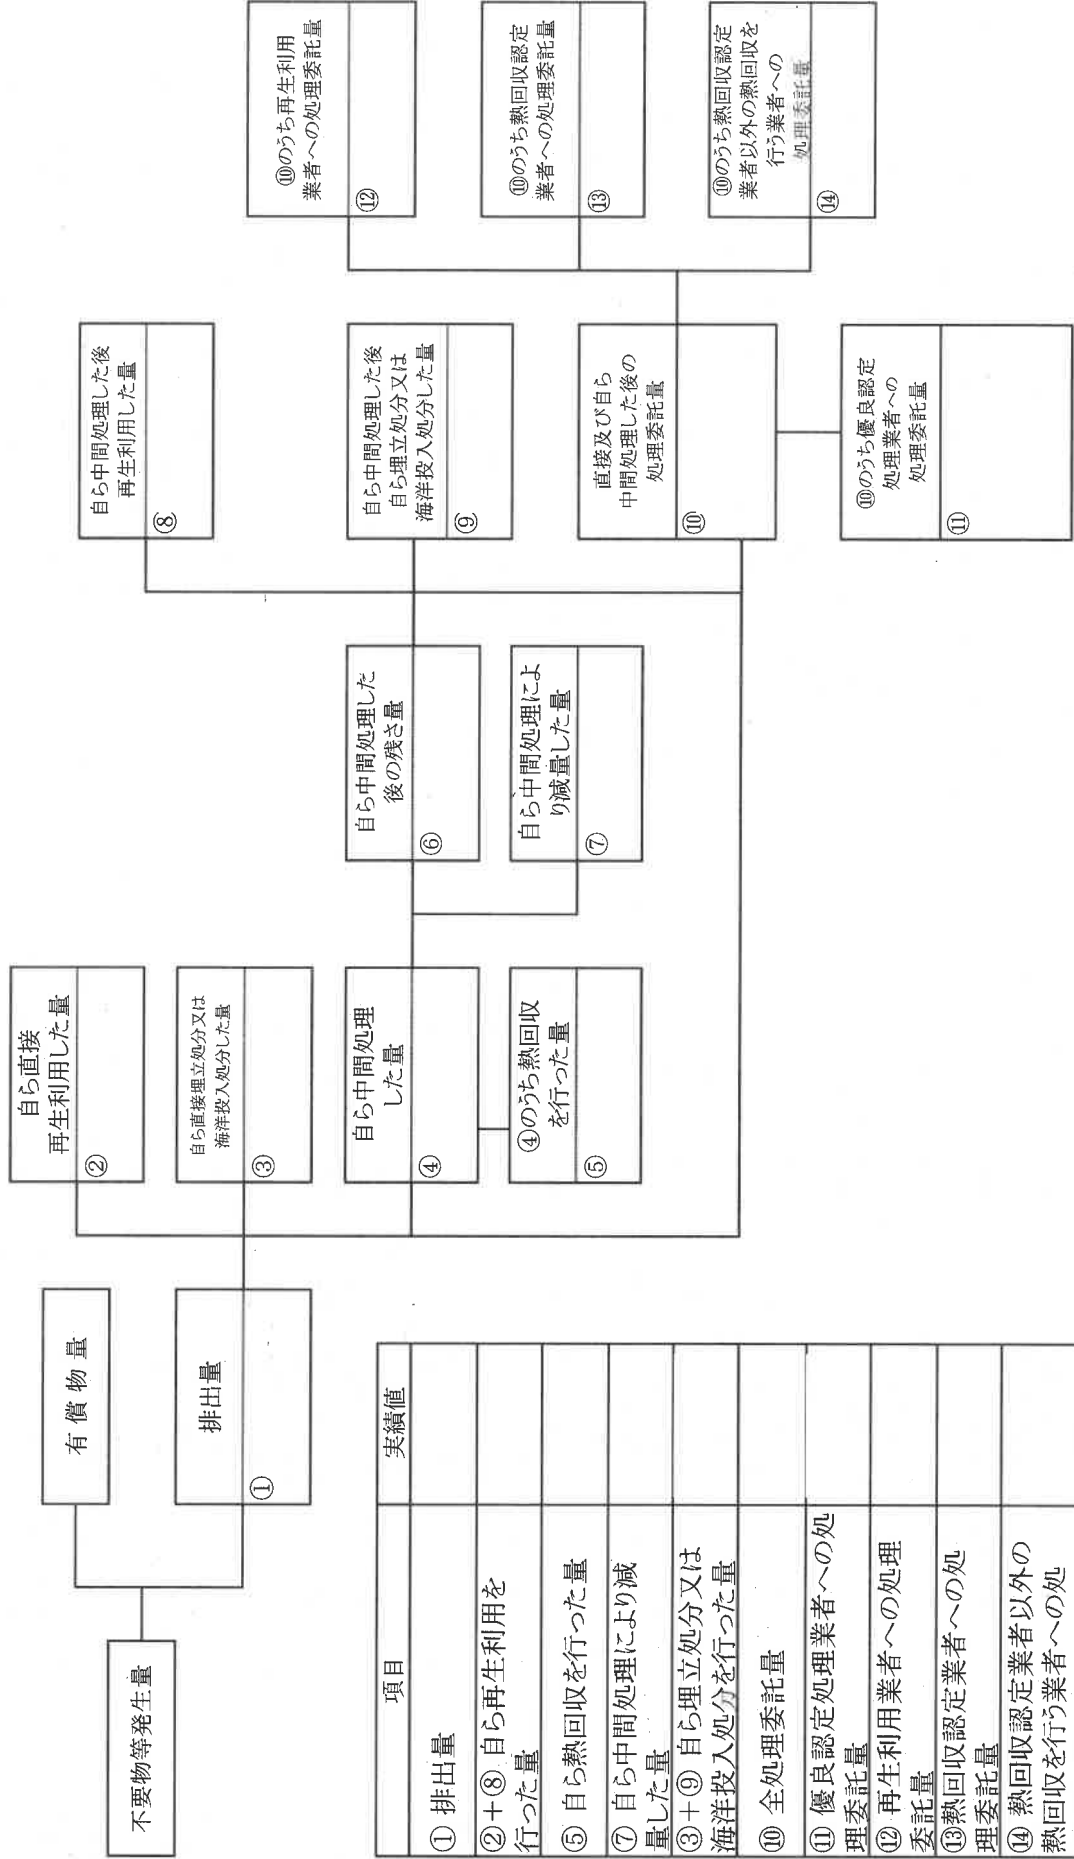 不要物等発生量
有償物量
排出量
①
自ら直接
再生利用した量
②
自ら直接埋立処分又は
海洋投入処分した量
③
自ら中間処理
した量
④
④のうち熱回収
を行った量
⑤
自ら中間処理した
後の残さ量
⑥
自ら中間処理によ
り減量した量
⑦
自ら中間処理した後
再生利用した量
⑧
自ら中間処理した後
自ら埋立処分又は
海洋投入処分した量
⑨
直接及び自ら
中間処理した後の
処理委託量
⑩
⑩のうち優良認定
処理業者への
処理委託量
⑪
⑩のうち再生利用
業者への処理委託量
⑫
⑩のうち熱回収認定
業者への処理委託量
⑬
⑩のうち熱回収認定
業者以外の熱回収を
行う業者への
処理委託量
⑭
項目 実績値
① 排出量
②+⑧ 自ら再生利用を
行った量
⑤ 自ら熱回収を行った量
⑦ 自ら中間処理により減
量した量
③+⑨ 自ら埋立処分又は
海洋投入処分を行った量
⑩ 全処理委託量
⑪ 優良認定処理業者への処
理委託量
⑫ 再生利用業者への処理
委託量
⑬熱回収認定業者への処
理委託量
⑭ 熱回収認定業者以外の
熱回収を行う業者への処